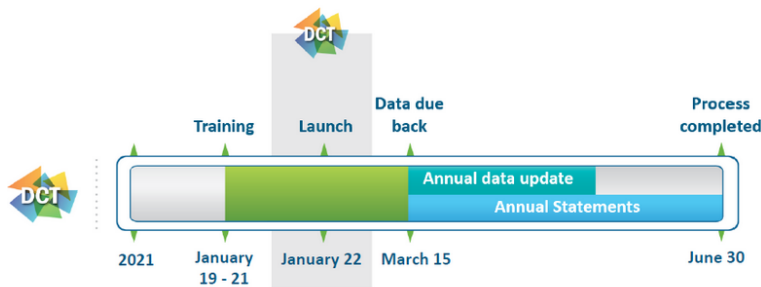 DCT
Data due
back
Process
completed
Training
Launch
DCT
Annual data update
Annual Statements
2021
January
19 - 21
January 22
March 15
June 30